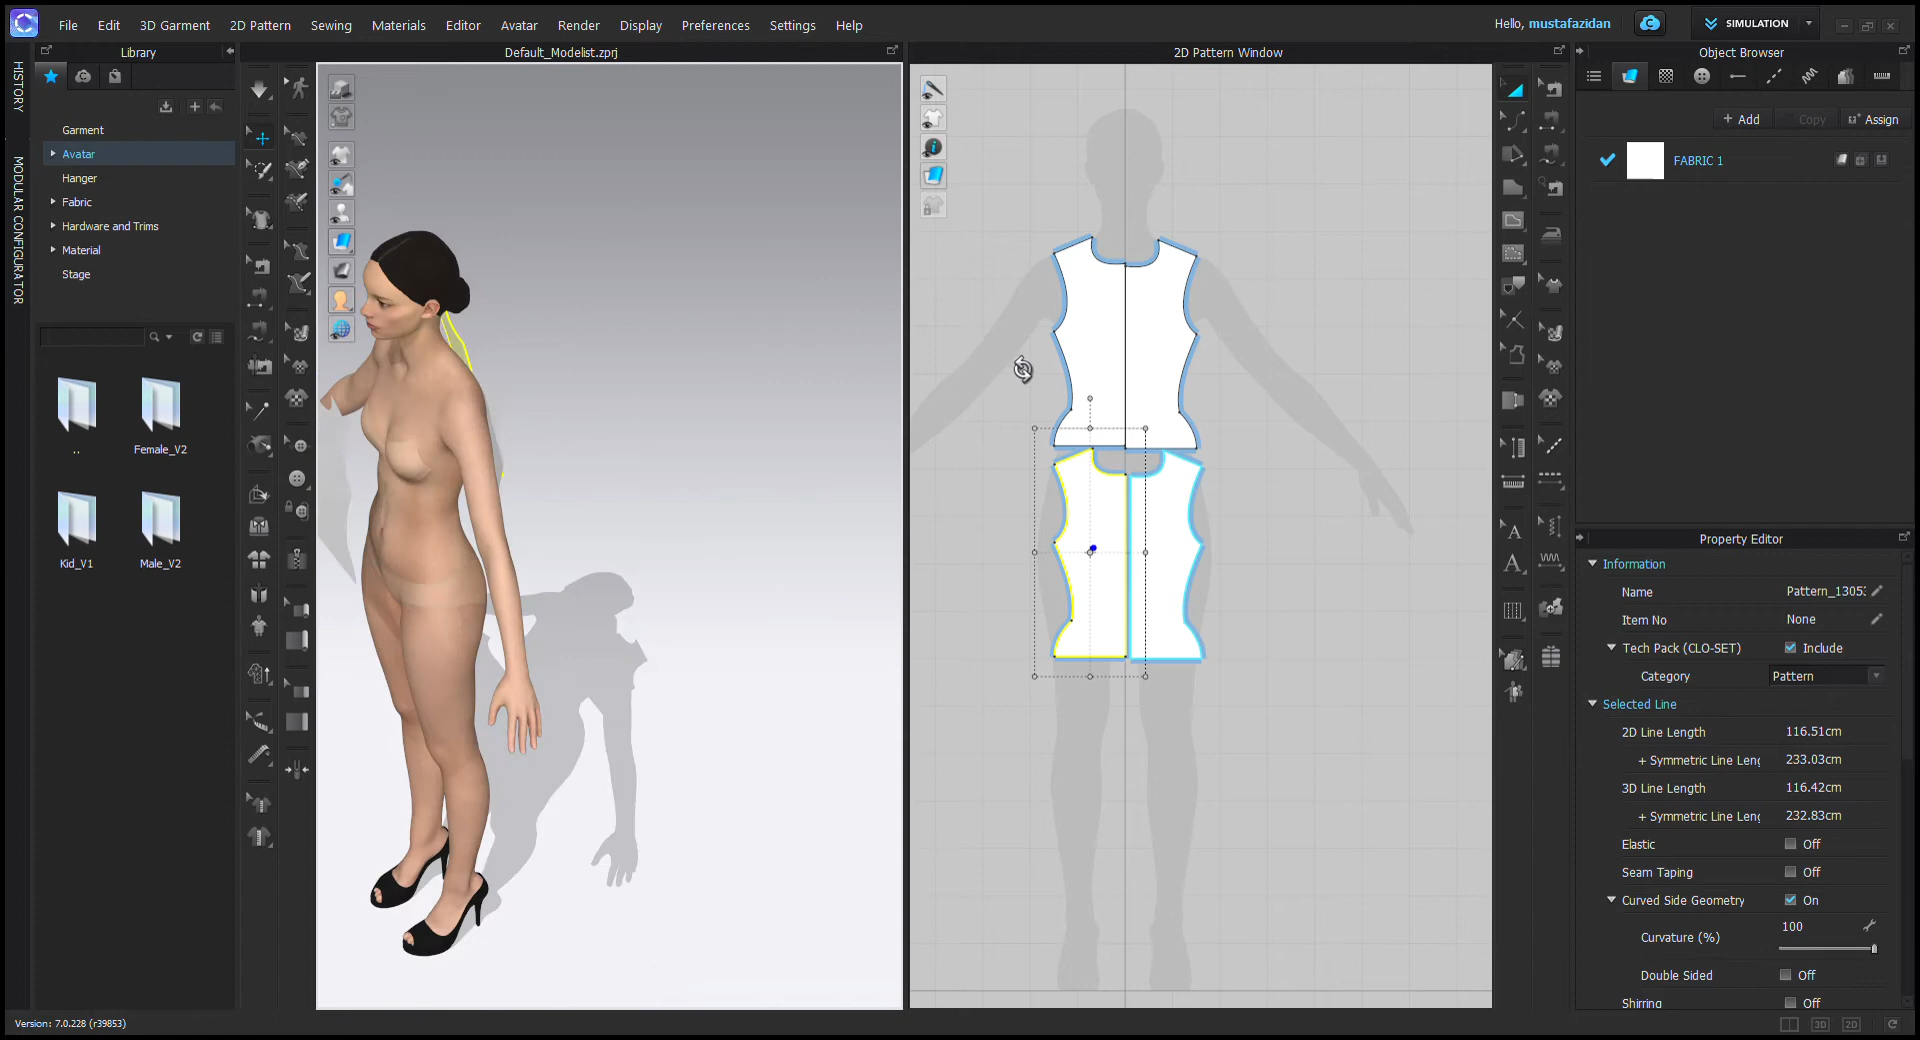 File Edit 3D Garment 2D Pattern Sewing Materials Editor Avatar Render Display Preferences Settings Help
Hello, mustafazidan
SIMULATION
Library
Default_Modelist.zprj
2D Pattern Window
Object Browser
HISTORY
MODULAR CONFIGURATOR
Garment
Avatar
Hanger
Fabric
Hardware and Trims
Material
Stage
..
Female_V2
Kid_V1
Male_V2
+ Add
Copy
Assign
FABRIC 1
Property Editor
Information
Name Pattern_1305
Item No None
Tech Pack (CLO-SET) Include
Category Pattern
Selected Line
2D Line Length 116.51cm
+ Symmetric Line Leng 233.03cm
3D Line Length 116.42cm
+ Symmetric Line Leng 232.83cm
Elastic Off
Seam Taping Off
Curved Side Geometry On
Curvature (%) 100
Double Sided Off
Shirring Off
Version: 7.0.228 (r39853)
3D
2D